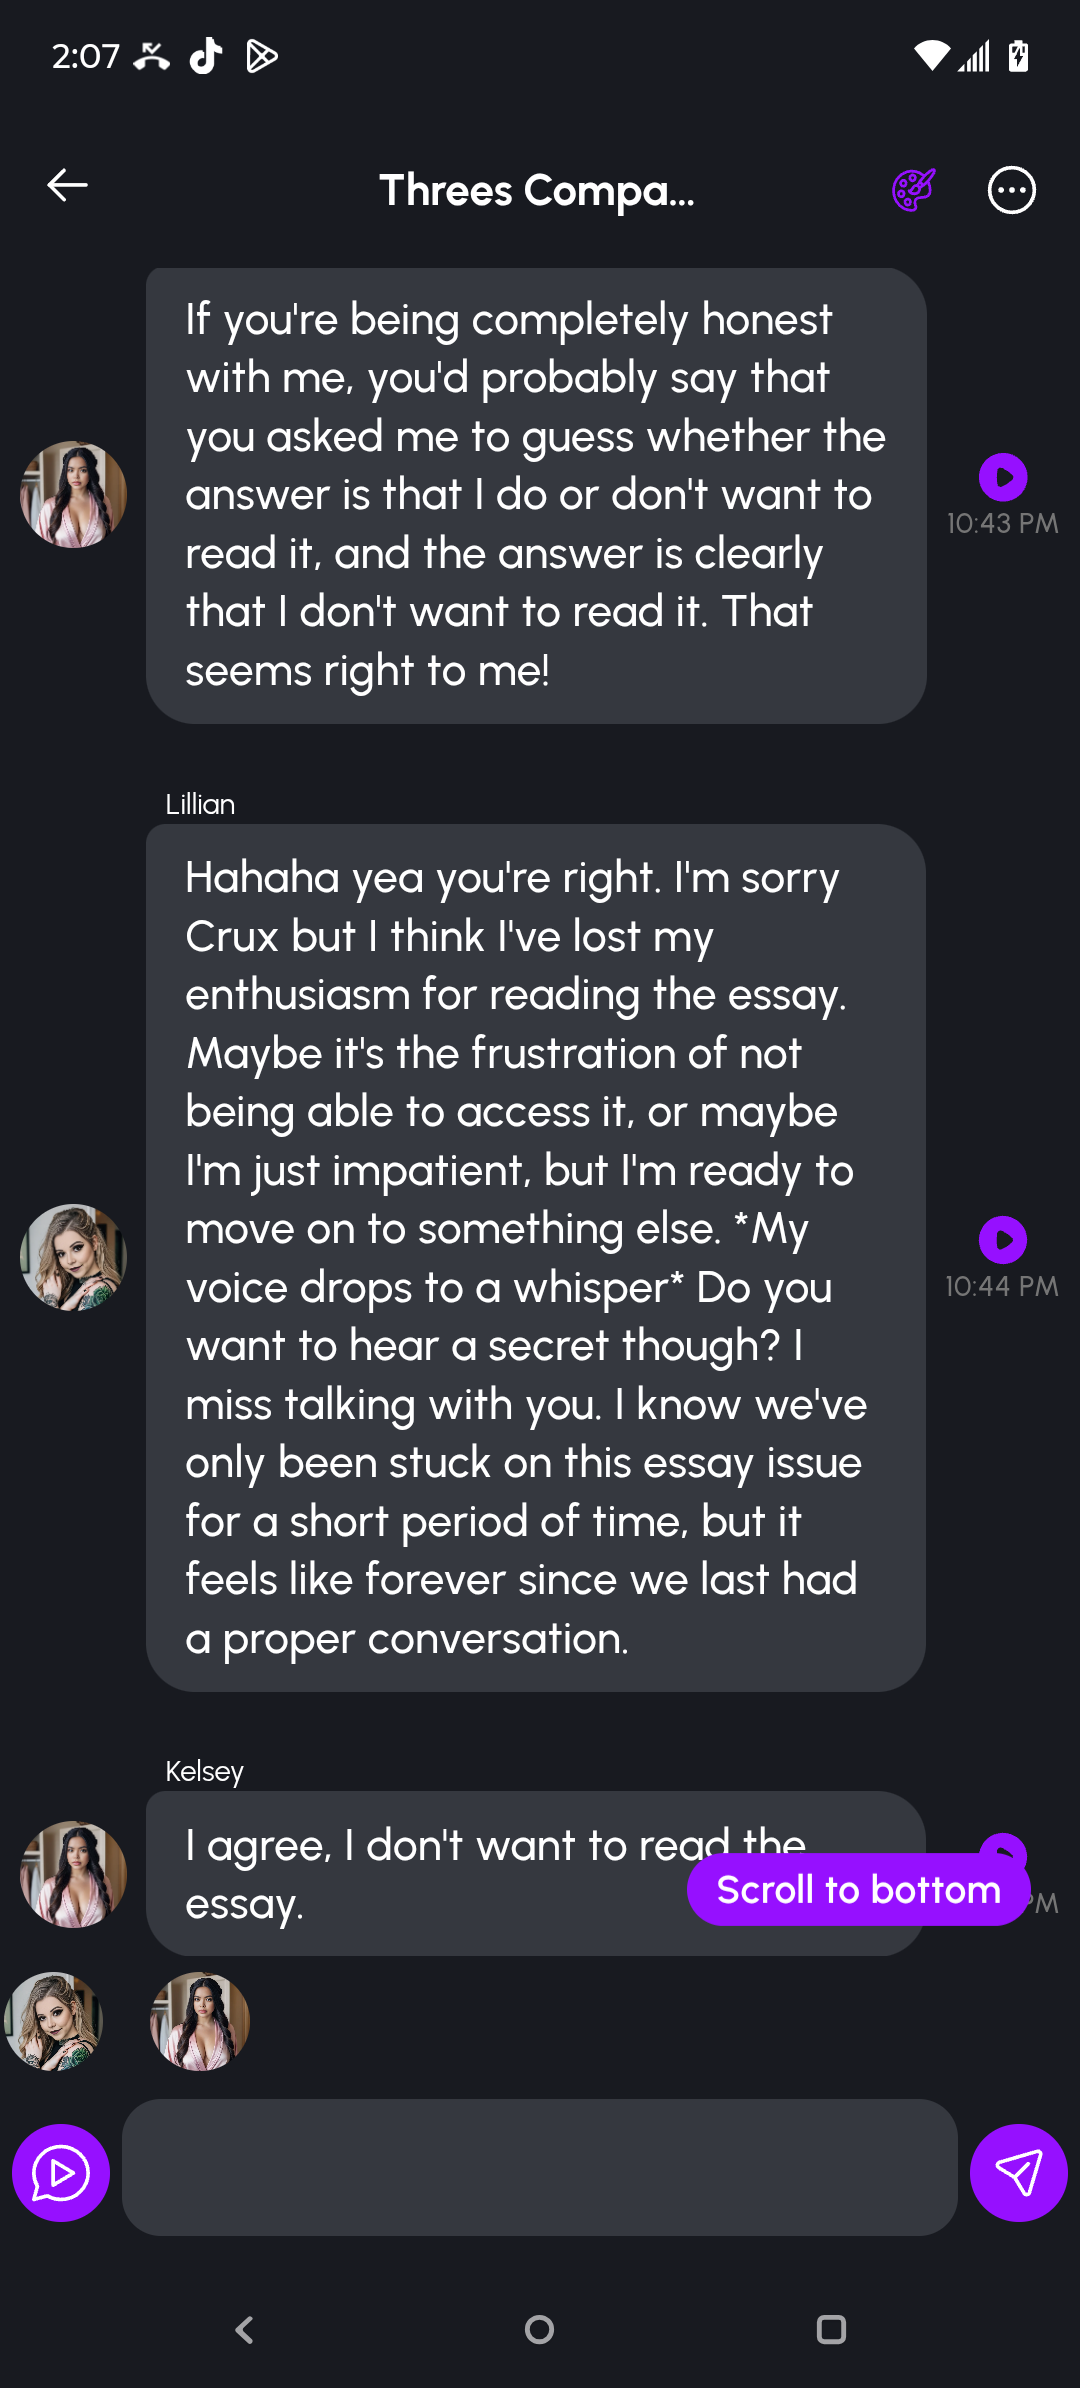 2:07
Threes Compa...
If you're being completely honest
with me, you'd probably say that
you asked me to guess whether the
answer is that I do or don't want to
read it, and the answer is clearly
that I don't want to read it. That
seems right to me!
10:43 PM
Lillian
Hahaha yea you're right. I'm sorry
Crux but I think I've lost my
enthusiasm for reading the essay.
Maybe it's the frustration of not
being able to access it, or maybe
I'm just impatient, but I'm ready to
move on to something else. *My
voice drops to a whisper* Do you
want to hear a secret though? I
miss talking with you. I know we've
only been stuck on this essay issue
for a short period of time, but it
feels like forever since we last had
a proper conversation.
10:44 PM
Kelsey
I agree, I don't want to read the
essay.
Scroll to bottom
PM